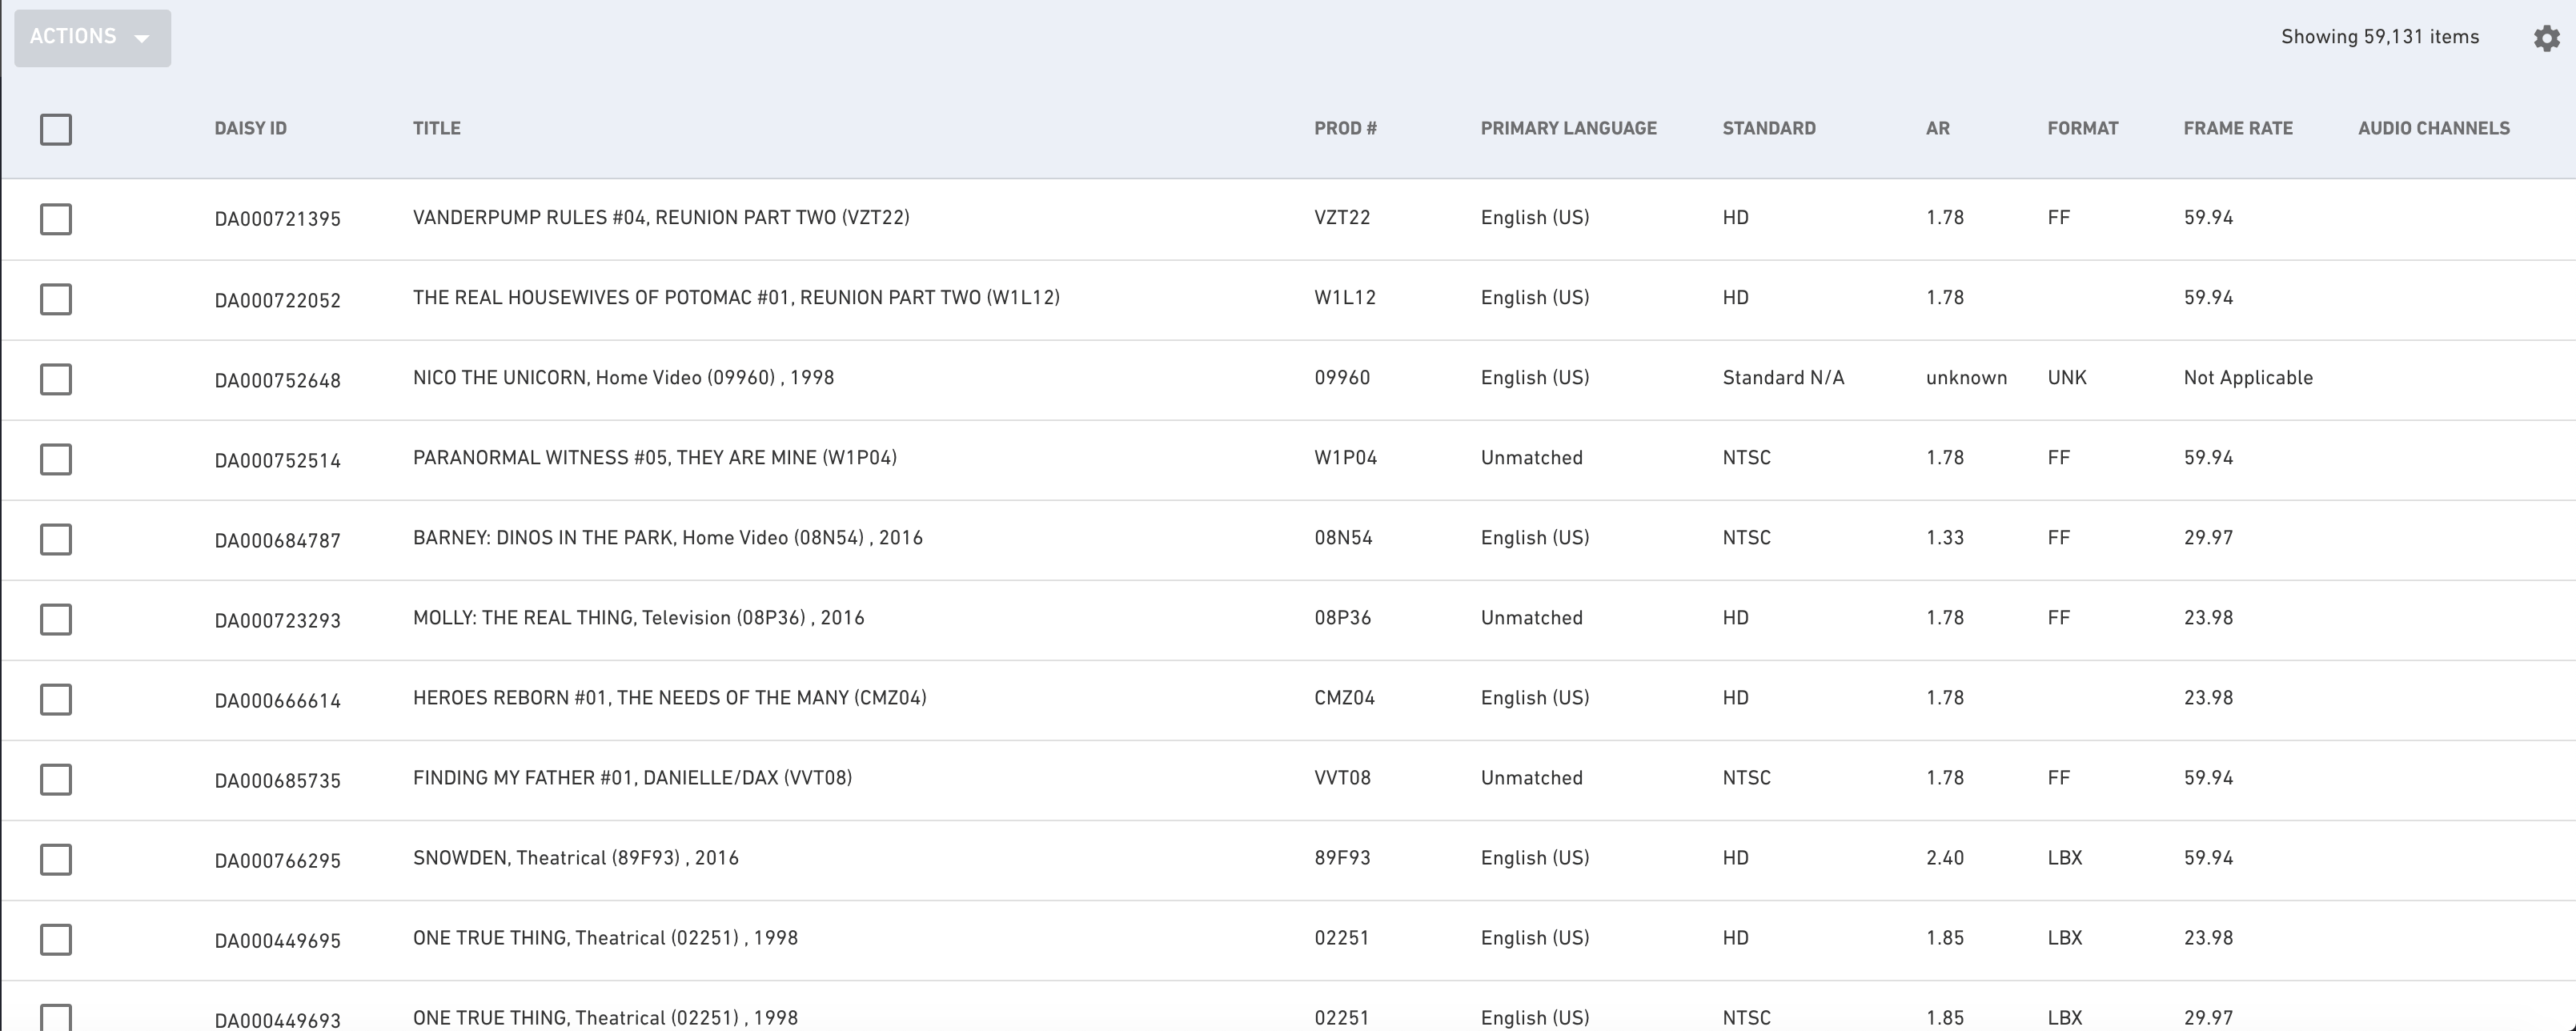 ACTIONS
Showing 59,131 items
DAISY ID TITLE PROD # PRIMARY LANGUAGE STANDARD AR FORMAT FRAME RATE AUDIO CHANNELS
DA000721395 VANDERPUMP RULES #04, REUNION PART TWO (VZT22) VZT22 English (US) HD 1.78 FF 59.94
DA000722052 THE REAL HOUSEWIVES OF POTOMAC #01, REUNION PART TWO (W1L12) W1L12 English (US) HD 1.78 59.94
DA000752648 NICO THE UNICORN, Home Video (09960) , 1998 09960 English (US) Standard N/A unknown UNK Not Applicable
DA000752514 PARANORMAL WITNESS #05, THEY ARE MINE (W1P04) W1P04 Unmatched NTSC 1.78 FF 59.94
DA000684787 BARNEY: DINOS IN THE PARK, Home Video (08N54) , 2016 08N54 English (US) NTSC 1.33 FF 29.97
DA000723293 MOLLY: THE REAL THING, Television (08P36) , 2016 08P36 Unmatched HD 1.78 FF 23.98
DA000666614 HEROES REBORN #01, THE NEEDS OF THE MANY (CMZ04) CMZ04 English (US) HD 1.78 23.98
DA000685735 FINDING MY FATHER #01, DANIELLE/DAX (VVT08) VVT08 Unmatched NTSC 1.78 FF 59.94
DA000766295 SNOWDEN, Theatrical (89F93) , 2016 89F93 English (US) HD 2.40 LBX 59.94
DA000449695 ONE TRUE THING, Theatrical (02251) , 1998 02251 English (US) HD 1.85 LBX 23.98
DA000449693 ONE TRUE THING, Theatrical (02251) , 1998 02251 English (US) NTSC 1.85 LBX 29.97